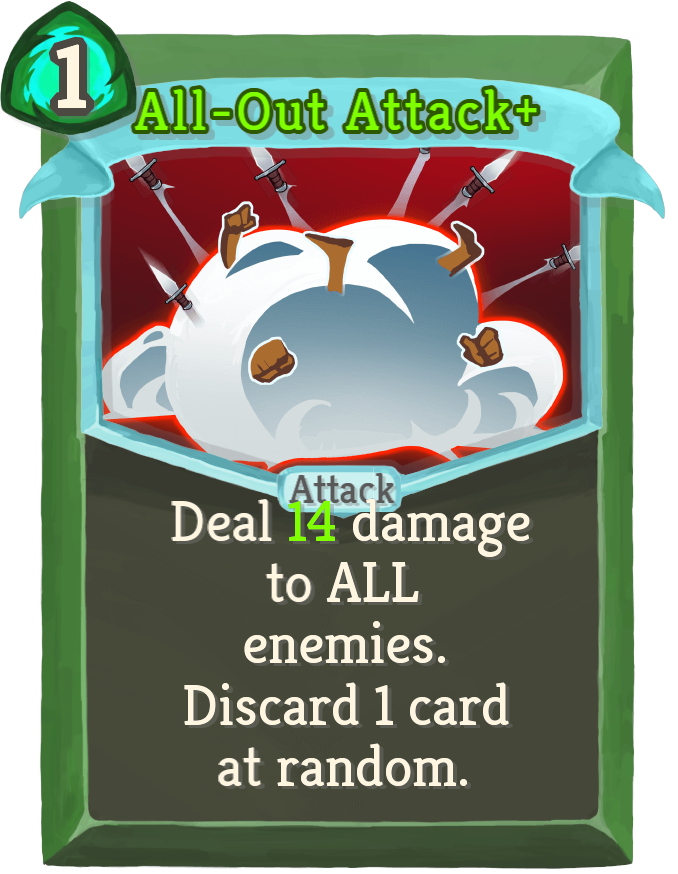 1
All-Out Attack+
Attack
Deal 14 damage
to ALL
enemies.
Discard 1 card
at random.